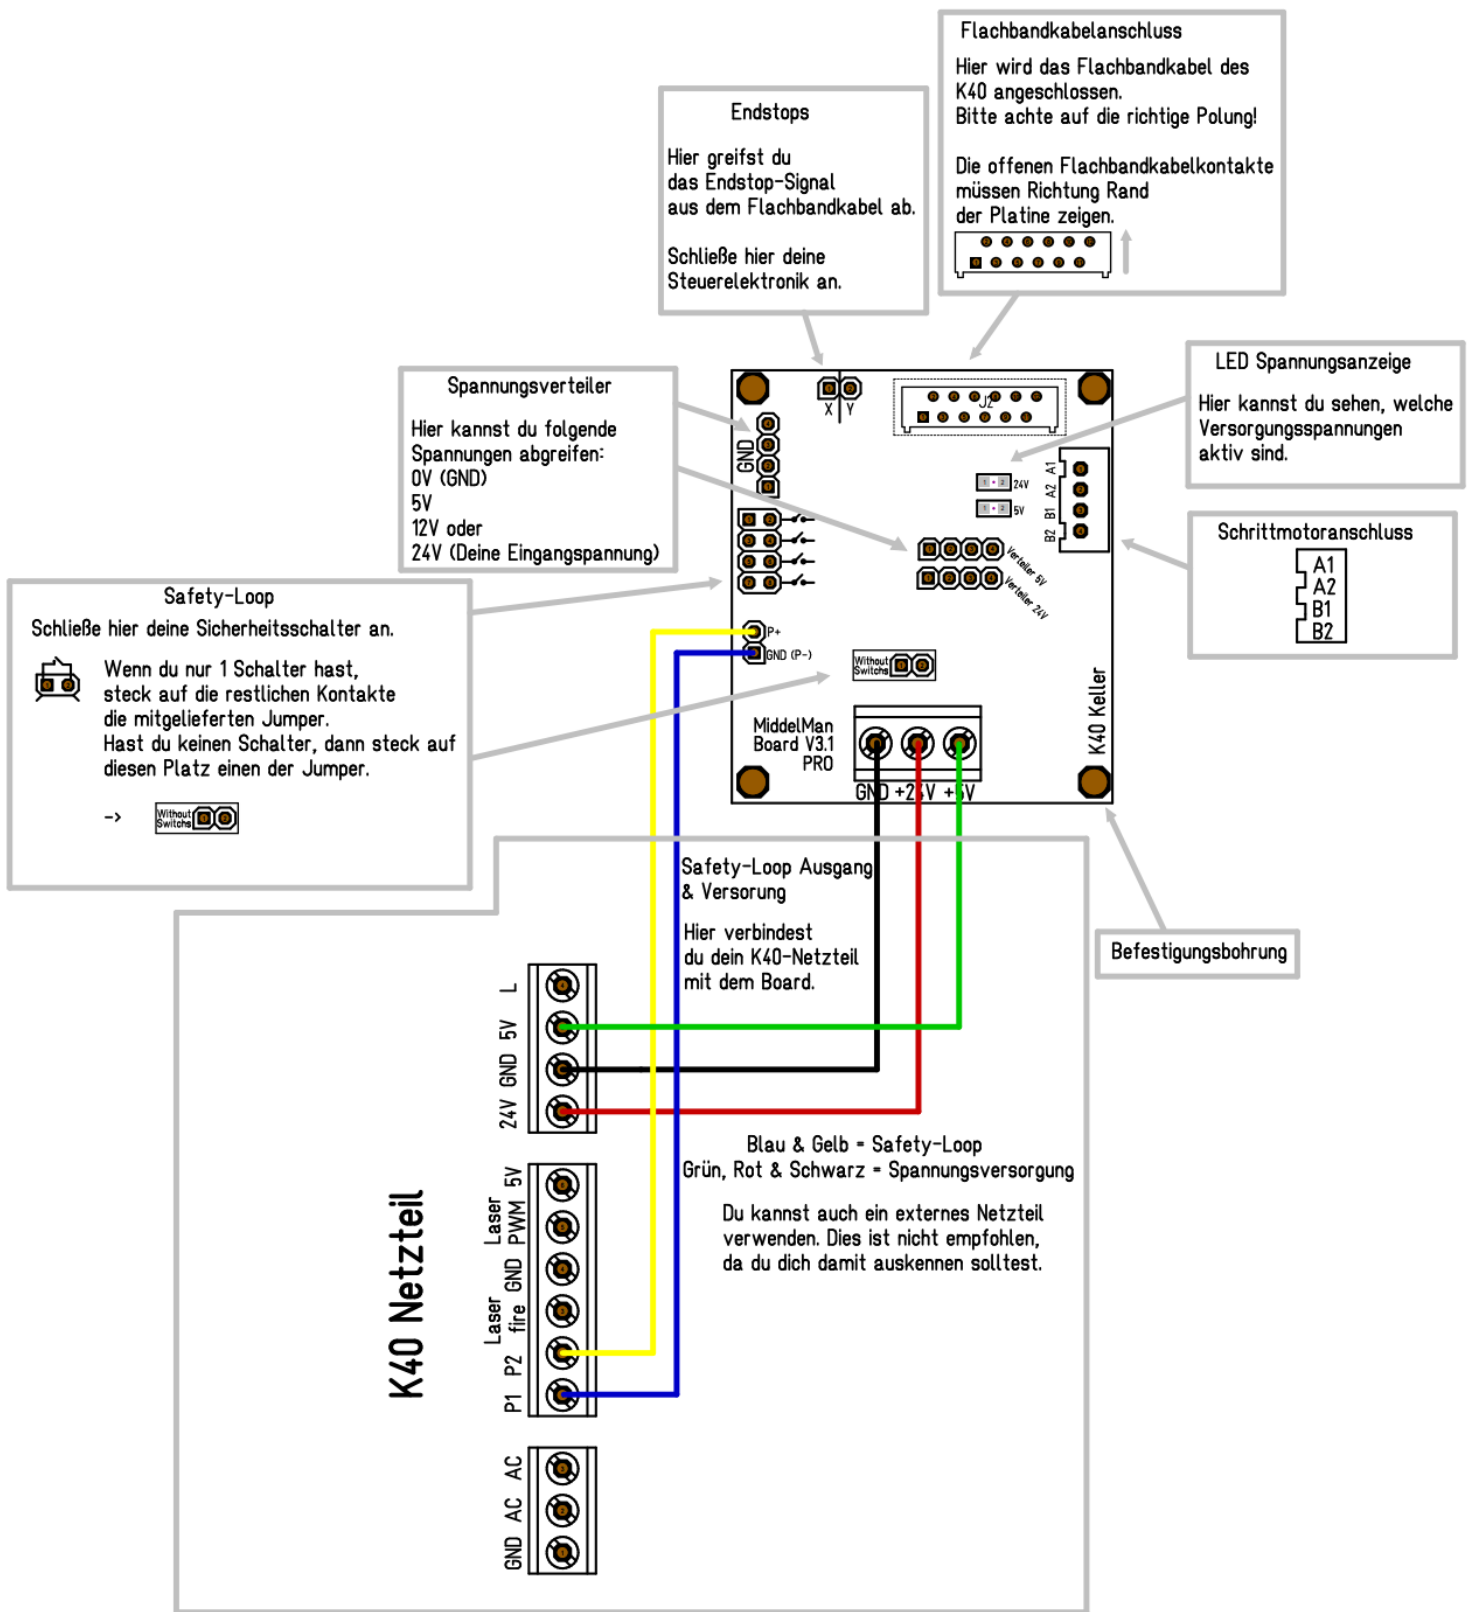 Flachbandkabelanschluss
Hier wird das Flachbandkabel des
K40 angeschlossen.
Bitte achte auf die richtige Polung!
Die offenen Flachbandkabelkontakte
müssen Richtung Rand
der Platine zeigen.
Endstops
Hier greifst du
das Endstop-Signal
aus dem Flachbandkabel ab.
Schließe hier deine
Steuerelektronik an.
LED Spannungsanzeige
Hier kannst du sehen, welche
Versorgungsspannungen
aktiv sind.
Spannungsverteiler
Hier kannst du folgende
Spannungen abgreifen:
0V (GND)
5V
12V oder
24V (Deine Eingangspannung)
Schrittmotoranschluss
A1
A2
B1
B2
Safety-Loop
Schließe hier deine Sicherheitsschalter an.
Wenn du nur 1 Schalter hast,
steck auf die restlichen Kontakte
die mitgelieferten Jumper.
Hast du keinen Schalter, dann steck auf
diesen Platz einen der Jumper.
->
Without
Switchs
X Y
J2
GND
24V
5V
A1
A2
B1
B2
Verteiler 5V
Verteiler 24V
P+
GND (P-)
Without
Switchs
MiddelMan
Board V3.1
PRO
K40 Keller
GND +24V +5V
Befestigungsbohrung
Safety-Loop Ausgang
& Versorung
Hier verbindest
du dein K40-Netzteil
mit dem Board.
L
5V
GND
24V
Blau & Gelb = Safety-Loop
Grün, Rot & Schwarz = Spannungsversorgung
Du kannst auch ein externes Netzteil
verwenden. Dies ist nicht empfohlen,
da du dich damit auskennen solltest.
K40 Netzteil
5V
Laser
PWM
GND
Laser
fire
P2
P1
AC
AC
GND